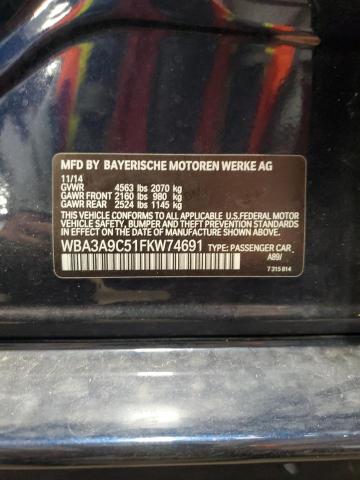 MFD BY BAYERISCHE MOTOREN WERKE AG
11/14
GVWR 4563 lbs 2070 kg
GAWR FRONT 2160 lbs 980 kg
GAWR REAR 2524 lbs 1145 kg
THIS VEHICLE CONFORMS TO ALL APPLICABLE U.S.FEDERAL MOTOR
VEHICLE SAFETY, BUMPER, AND THEFT PREVENTION STANDARDS
IN EFFECT ON THE DATE OF MANUFACTURE SHOWN ABOVE.
WBA3A9C51FKW74691 TYPE: PASSENGER CAR
A89/
7 315 814